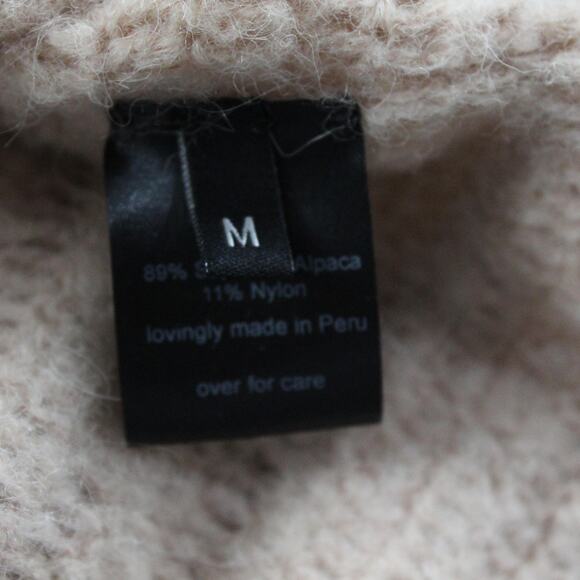 M
89% Alpaca
11% Nylon
lovingly made in Peru
over for care